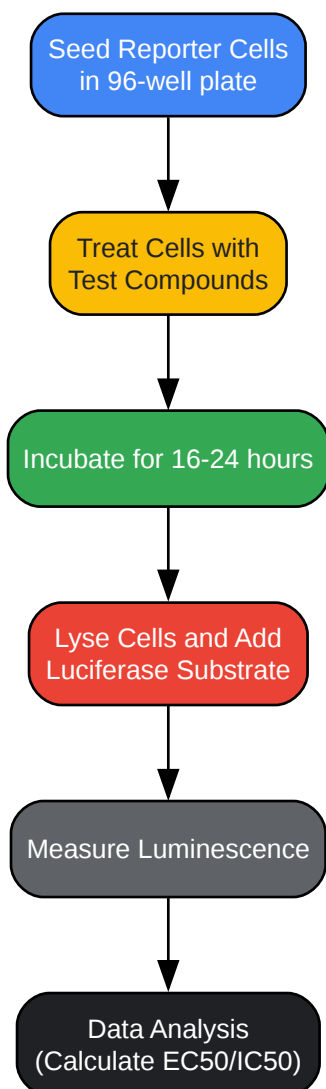 Seed Reporter Cells
in 96-well plate
Treat Cells with
Test Compounds
Incubate for 16-24 hours
Lyse Cells and Add
Luciferase Substrate
Measure Luminescence
Data Analysis
(Calculate EC50/IC50)